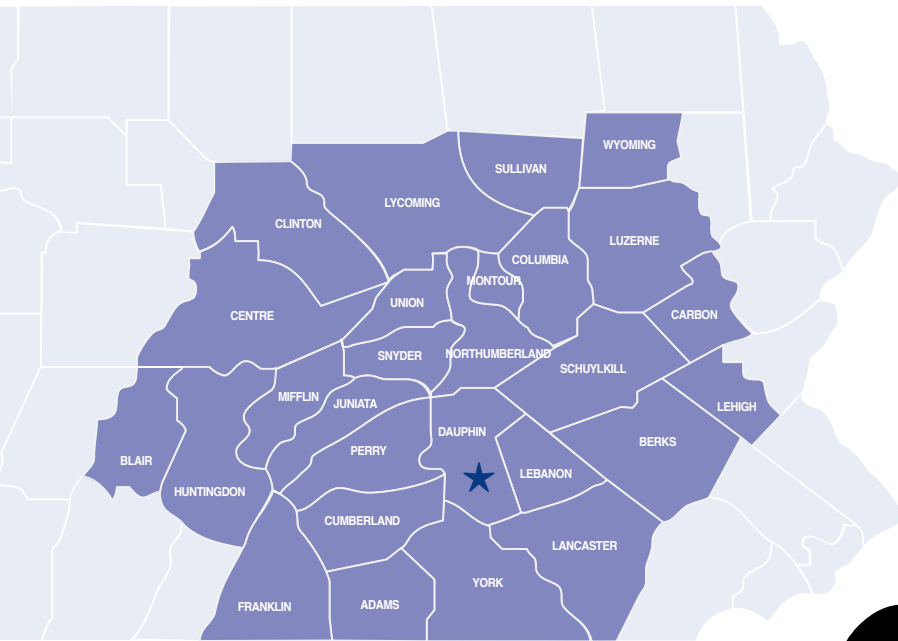 WYOMING
SULLIVAN
LYCOMING
CLINTON
LUZERNE
COLUMBIA
MONTOUR
UNION
CENTRE
CARBON
SNYDER
NORTHUMBERLAND
SCHUYLKILL
MIFFLIN
JUNIATA
LEHIGH
DAUPHIN
BERKS
PERRY
BLAIR
LEBANON
HUNTINGDON
CUMBERLAND
LANCASTER
YORK
FRANKLIN
ADAMS